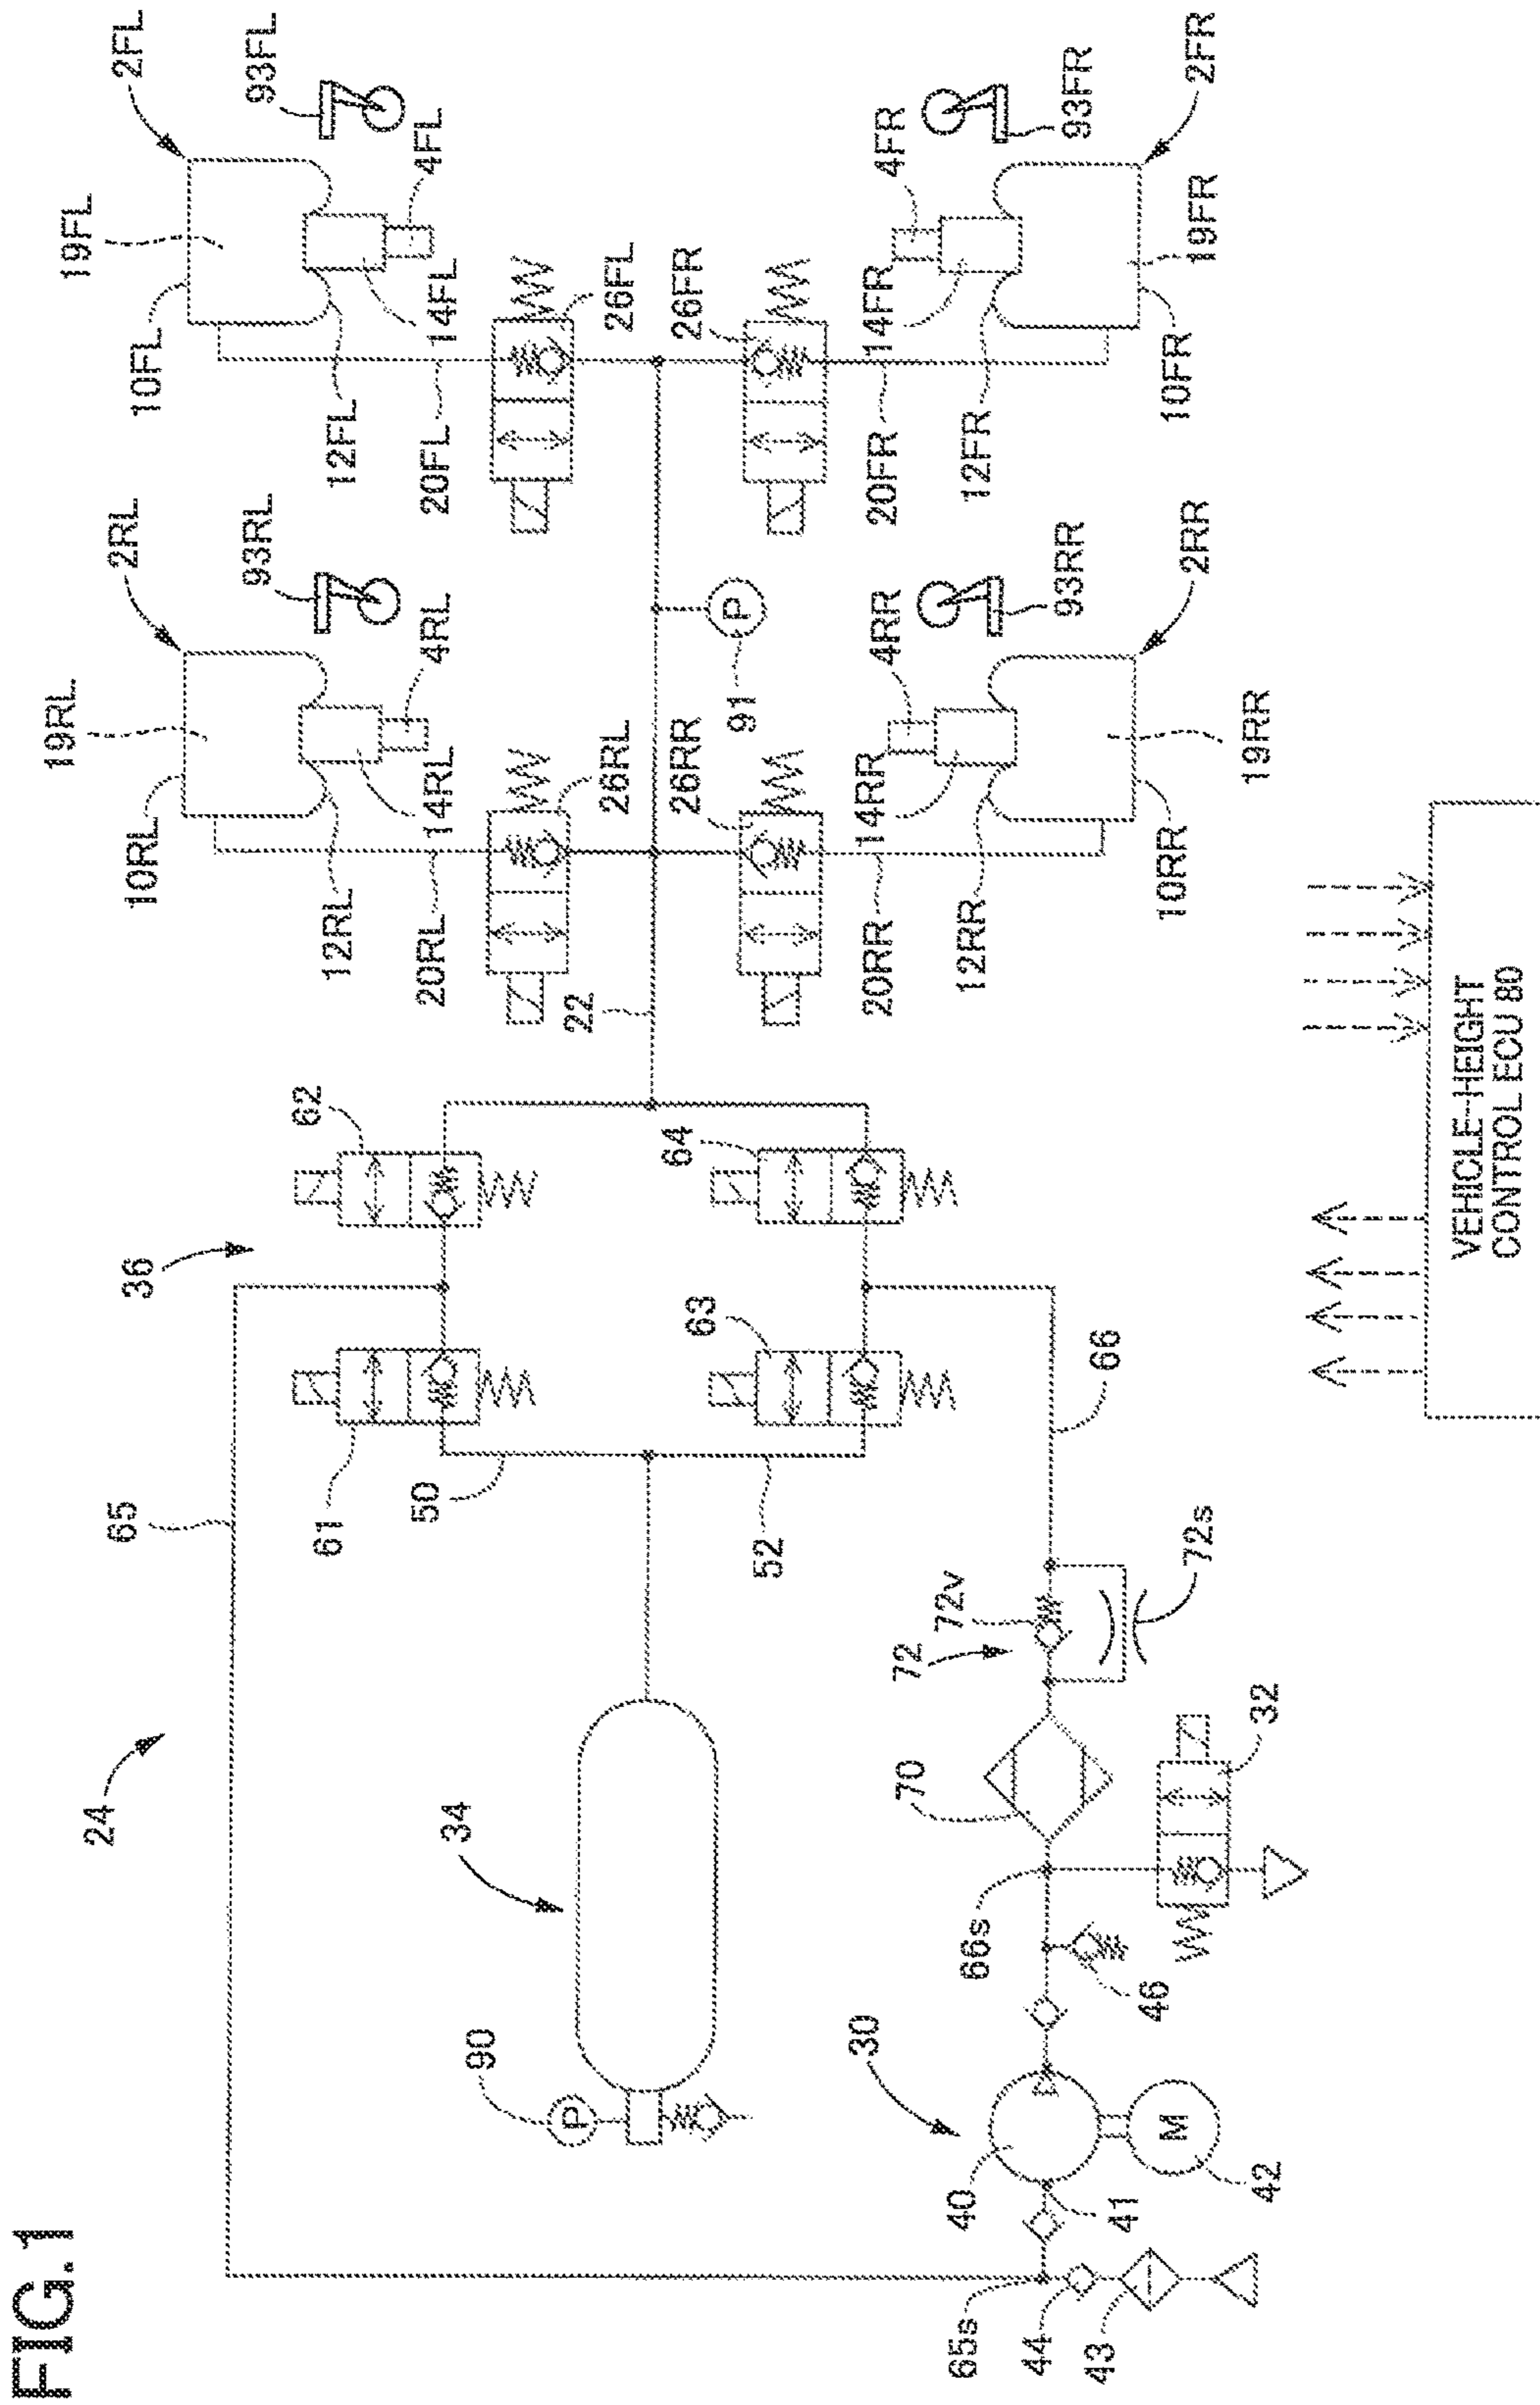 FIG.1
24
65
36
62
61
50
64
63
52
34
90
P
66
72
72v
72s
70
32
66s
46
30
40
41
42
M
65s
44
43
22
19RL
2RL
10RL
93RL
12RL
4RL
14RL
20RL
26RL
19FL
2FL
10FL
93FL
12FL
4FL
14FL
20FL
26FL
P
91
26RR
14RR
4RR
93RR
20RR
12RR
2RR
10RR
19RR
26FR
14FR
4FR
93FR
20FR
12FR
2FR
10FR
19FR
VEHICLE-HEIGHT
CONTROL ECU 80